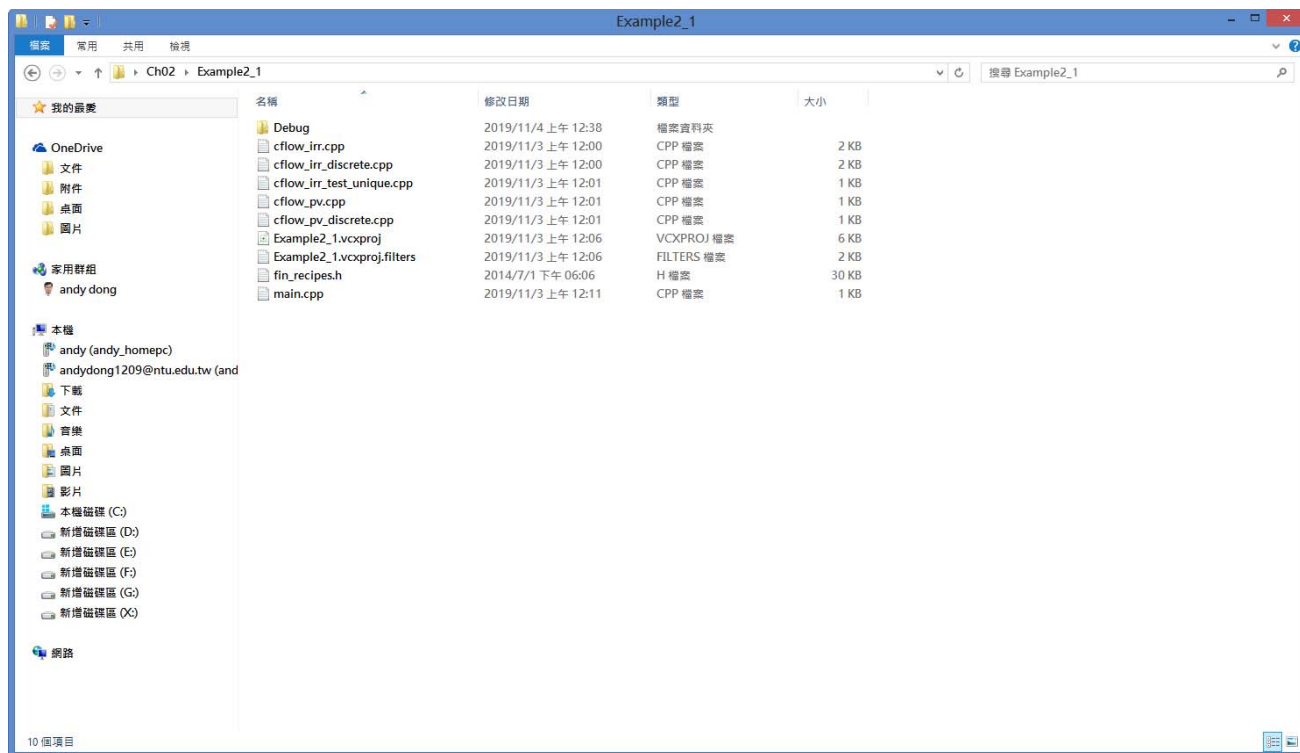 Example2_1
檔案 常用 共用 檢視
Ch02 Example2_1 搜尋 Example2_1
名稱 修改日期 類型 大小
Debug 2019/11/4 上午 12:38 檔案資料夾
cflow_irr.cpp 2019/11/3 上午 12:00 CPP 檔案 2 KB
cflow_irr_discrete.cpp 2019/11/3 上午 12:00 CPP 檔案 2 KB
cflow_irr_test_unique.cpp 2019/11/3 上午 12:01 CPP 檔案 1 KB
cflow_pv.cpp 2019/11/3 上午 12:01 CPP 檔案 1 KB
cflow_pv_discrete.cpp 2019/11/3 上午 12:01 CPP 檔案 1 KB
Example2_1.vcxproj 2019/11/3 上午 12:06 VCXPROJ 檔案 6 KB
Example2_1.vcxproj.filters 2019/11/3 上午 12:06 FILTERS 檔案 2 KB
fin_recipes.h 2014/7/1 下午 06:06 H 檔案 30 KB
main.cpp 2019/11/3 上午 12:11 CPP 檔案 1 KB
我的最愛
OneDrive
文件
附件
桌面
圖片
家用群組
andy dong
本機
andy (andy_homepc)
andydong1209@ntu.edu.tw (and
下載
文件
音樂
桌面
圖片
影片
本機磁碟 (C:)
新增磁碟區 (D:)
新增磁碟區 (E:)
新增磁碟區 (F:)
新增磁碟區 (G:)
新增磁碟區 (X:)
網路
10 個項目